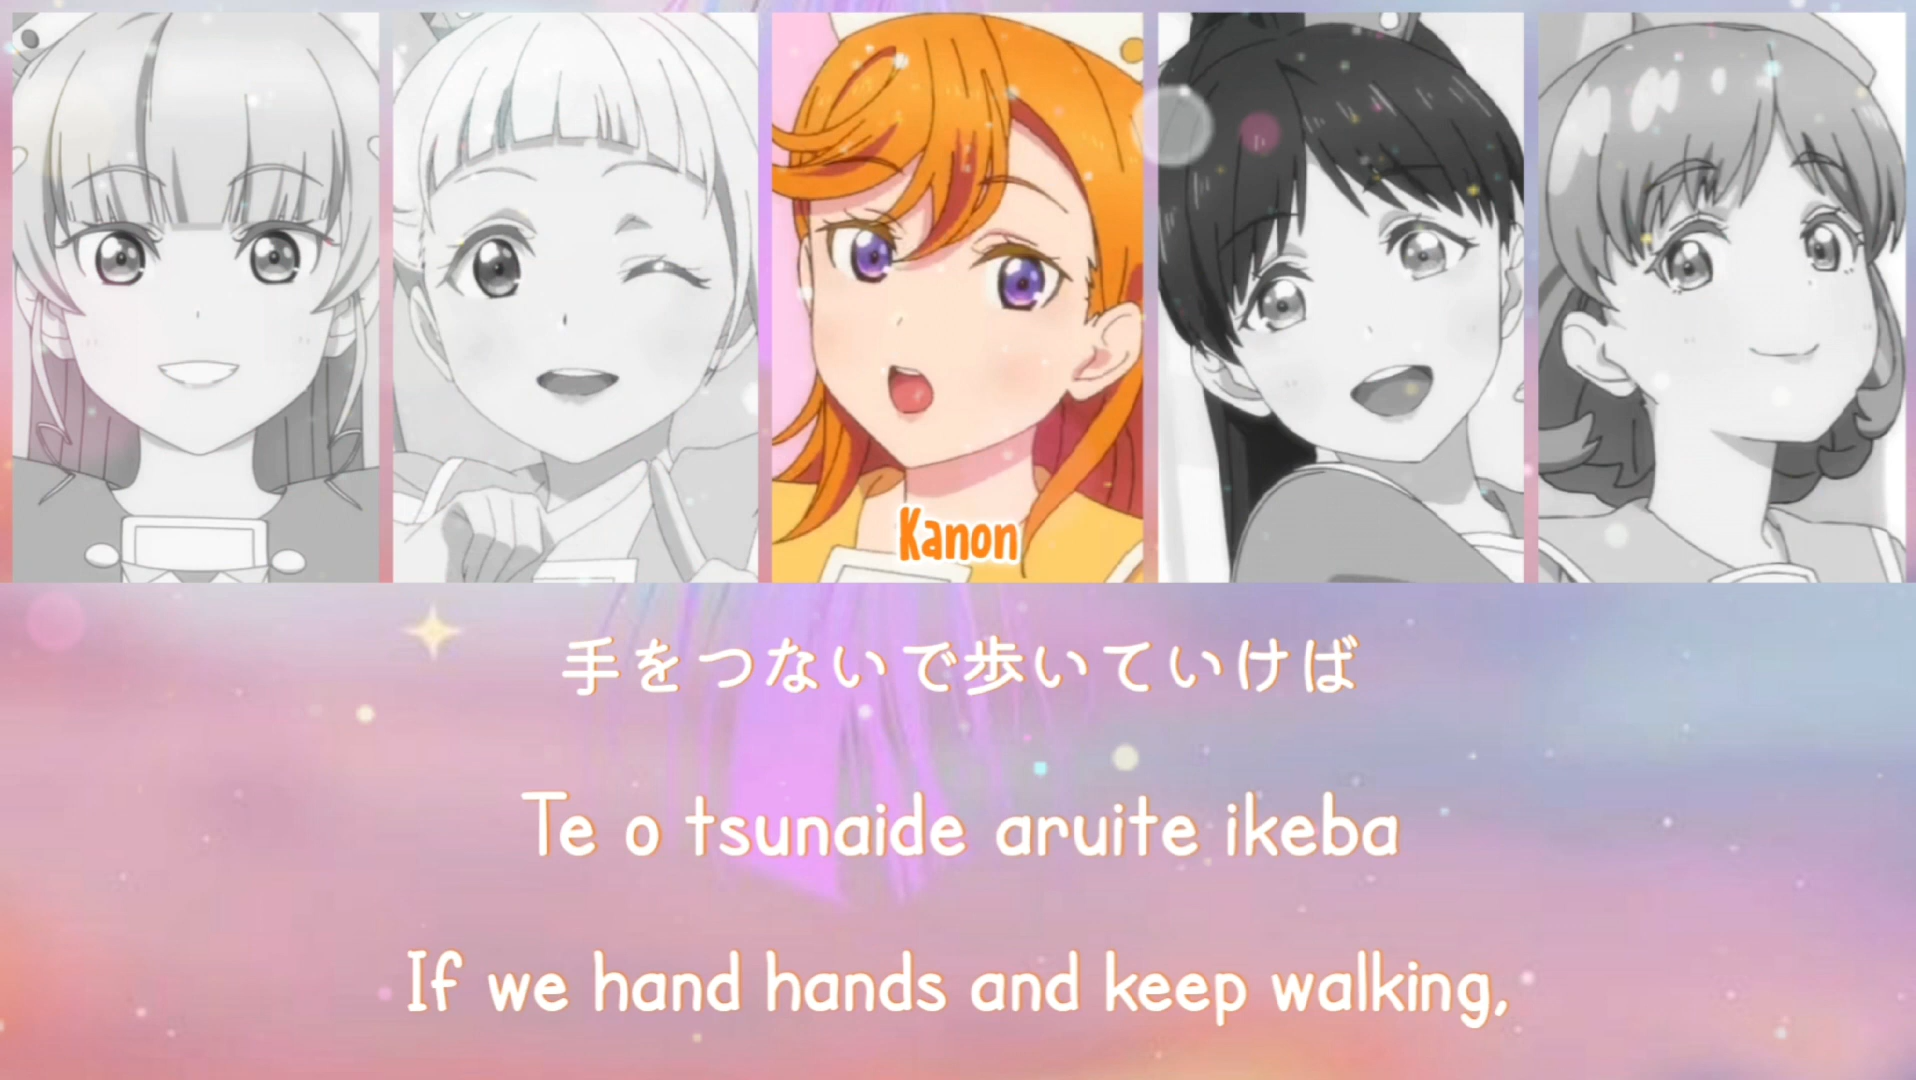 Kanon
手をつないで歩いていけば
Te o tsunaide aruite ikeba
If we hand hands and keep walking,